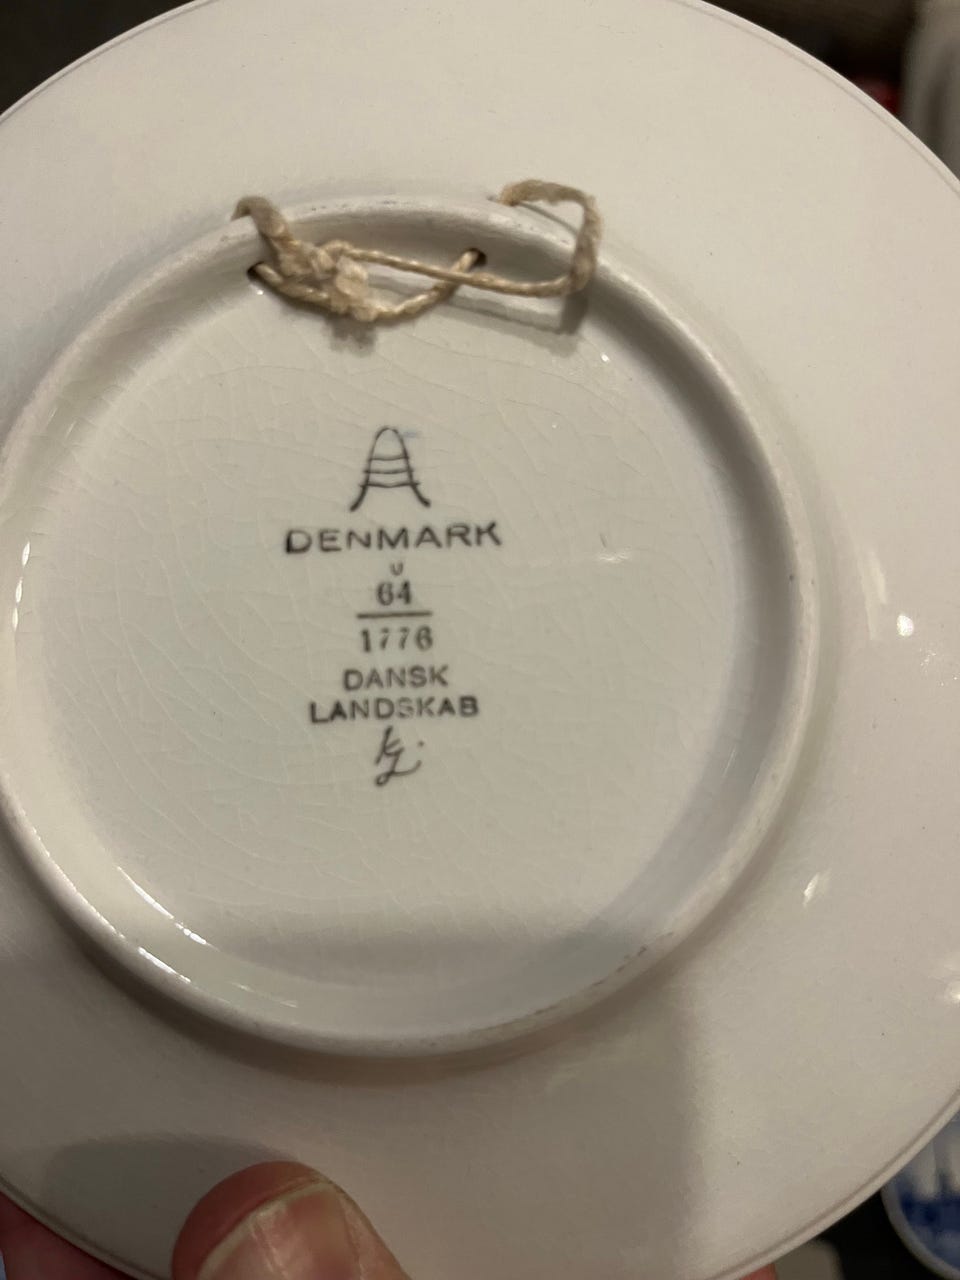 A
DENMARK
U
64
1776
DANSK
LANDSKAB